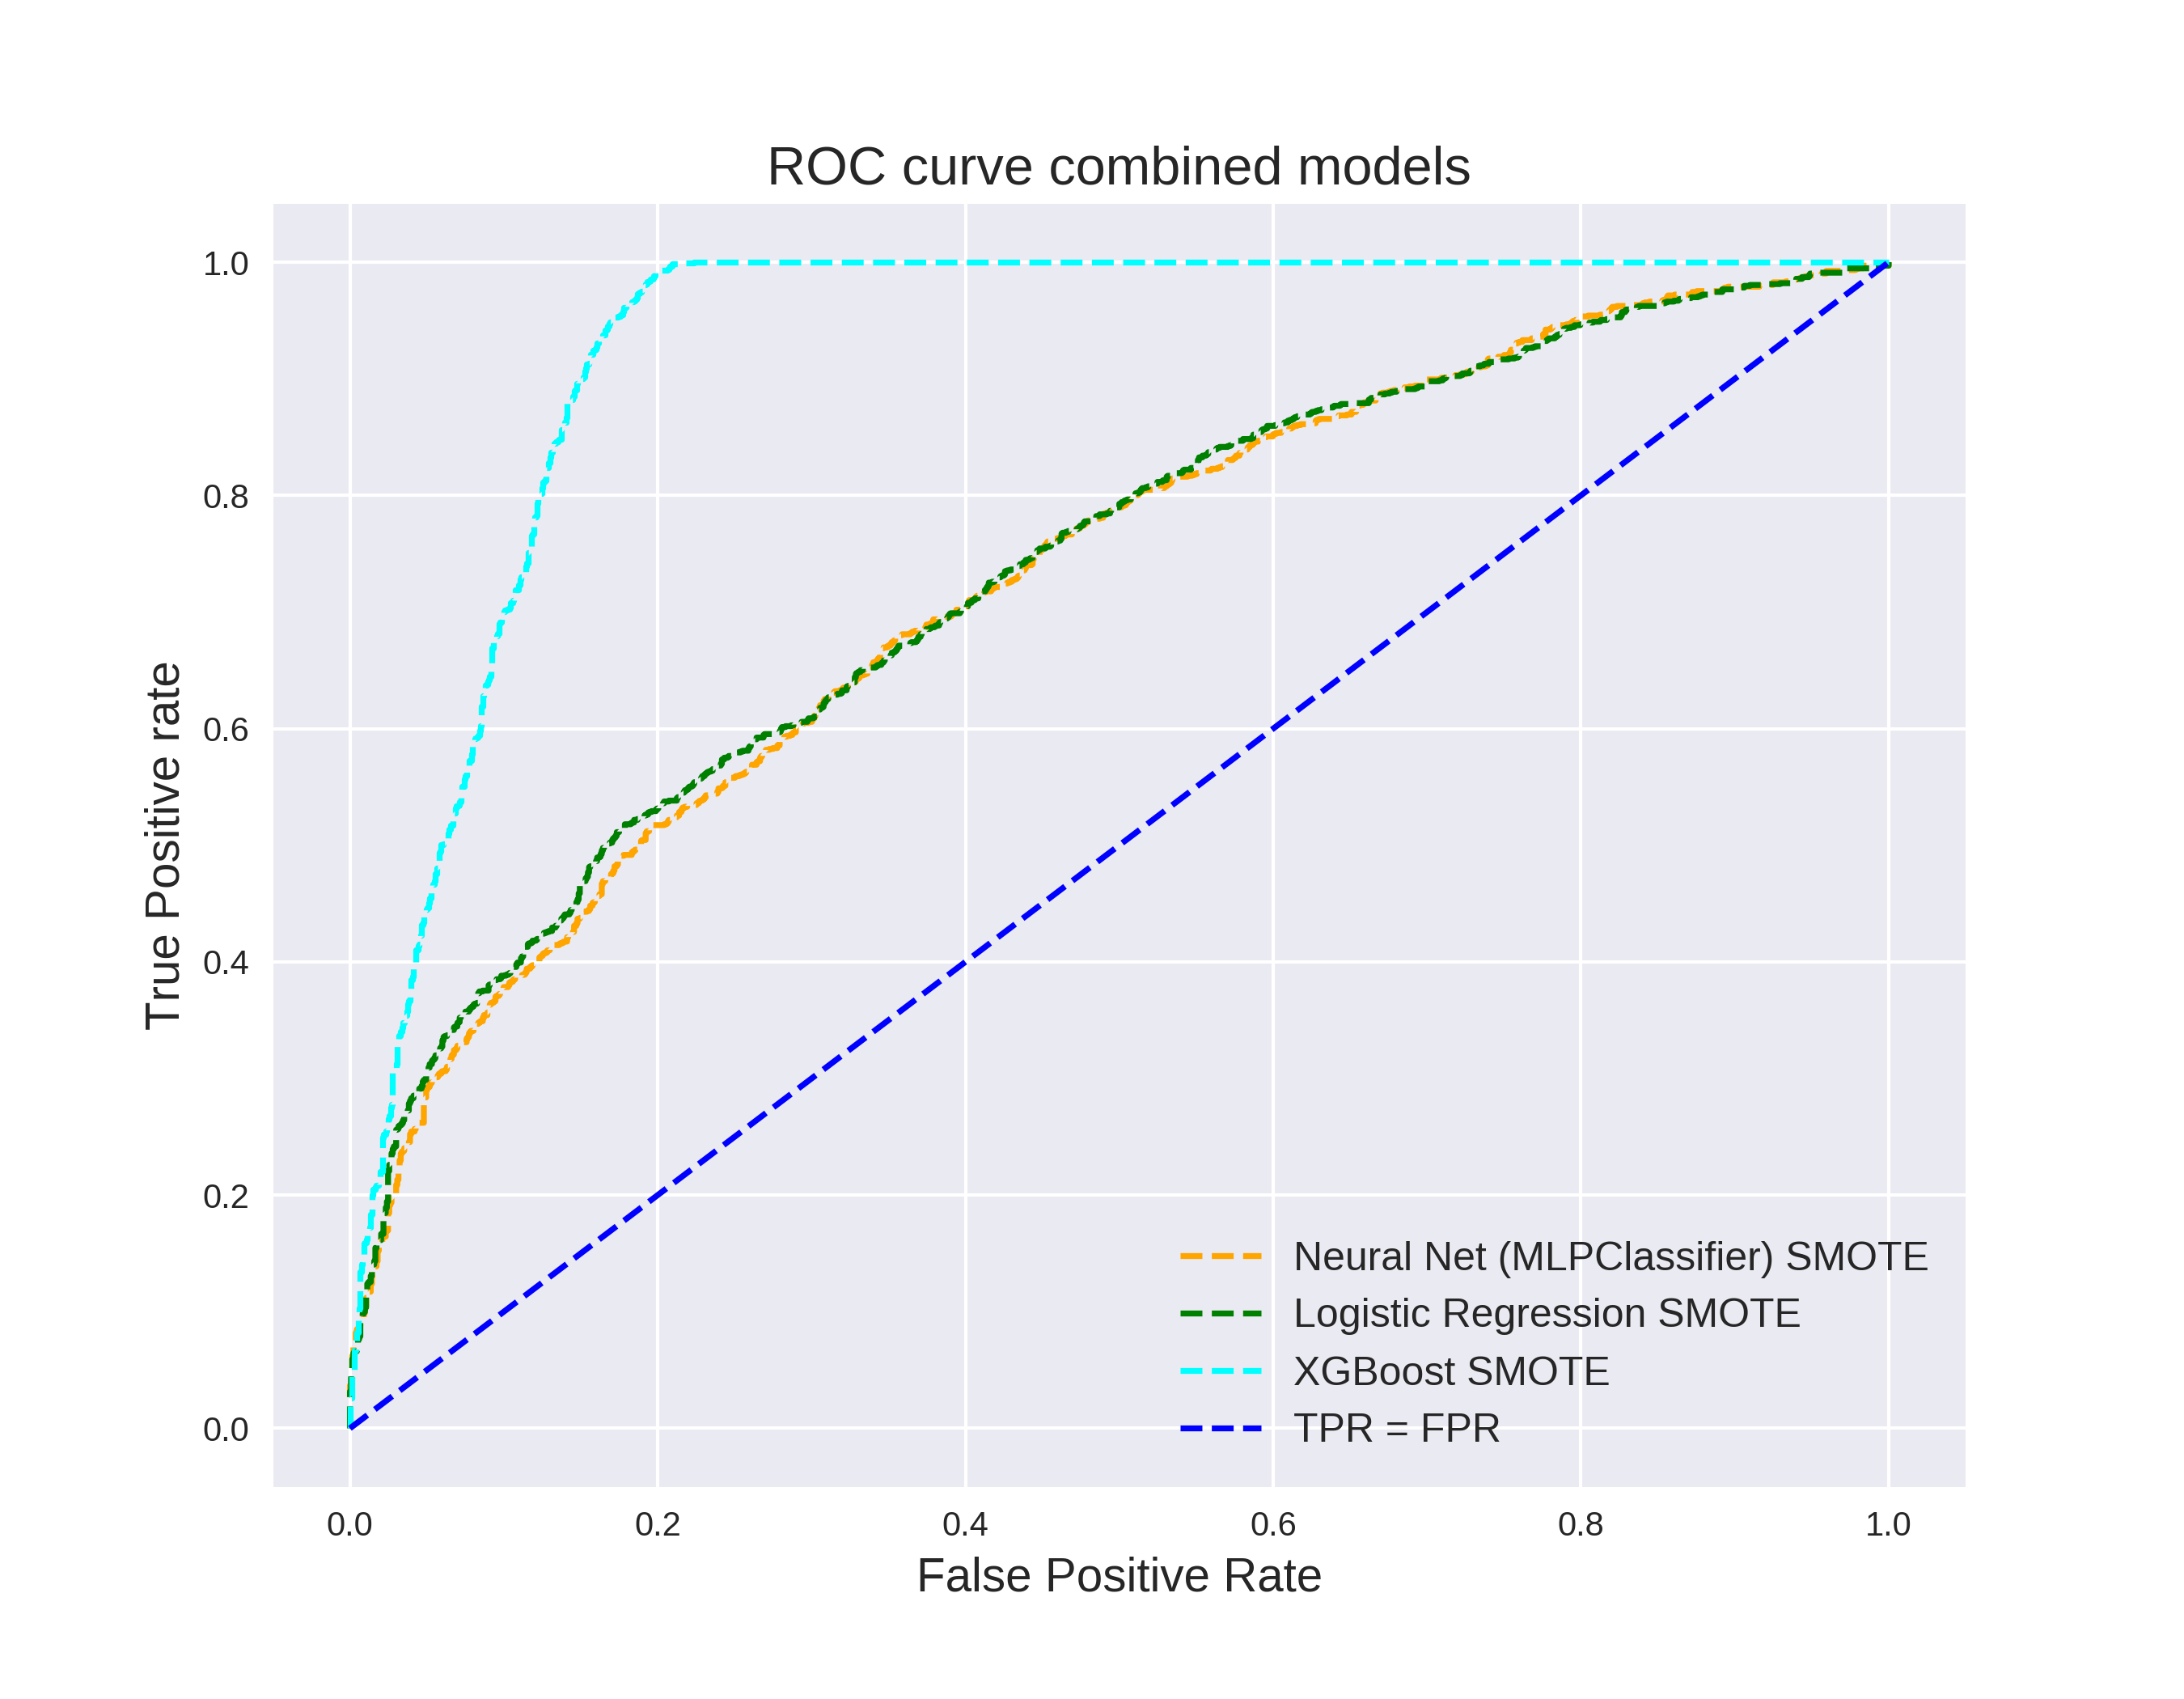 ROC curve combined models
1.0
0.8
0.6
0.4
0.2
0.0
True Positive rate
Neural Net (MLPClassifier) SMOTE
Logistic Regression SMOTE
XGBoost SMOTE
TPR = FPR
0.0 0.2 0.4 0.6 0.8 1.0
False Positive Rate